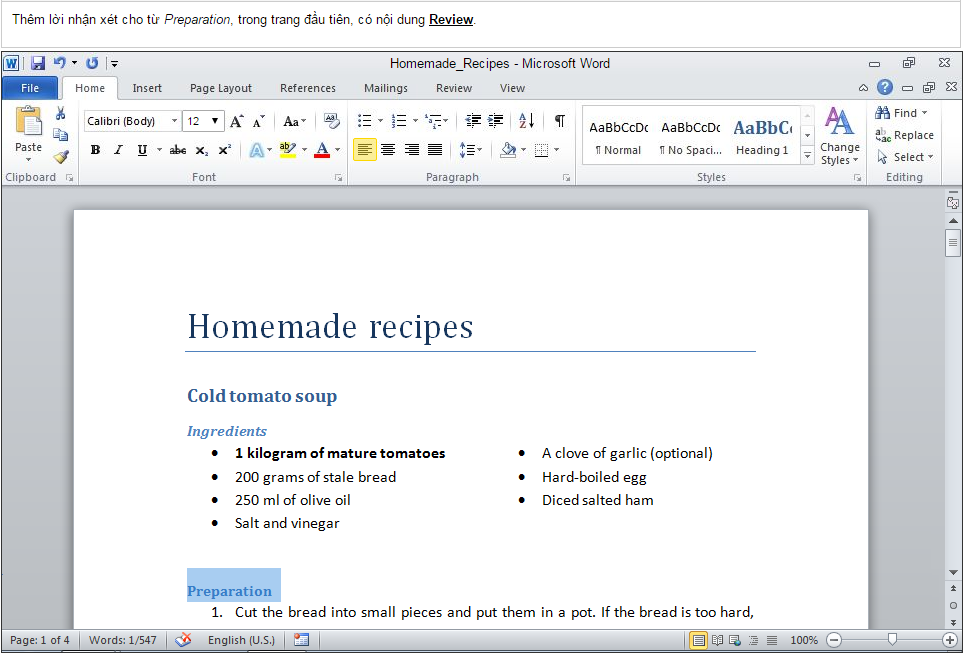 Thêm lời nhận xét cho từ Preparation, trong trang đầu tiên, có nội dung Review.
Homemade_Recipes - Microsoft Word
File Home Insert Page Layout References Mailings Review View
Calibri (Body) 12
Paste
AaBbCcDc AaBbCcDc AaBbC
¶ Normal ¶ No Spaci... Heading 1
Change Styles
Find
Replace
Select
Clipboard Font Paragraph Styles Editing
Homemade recipes
Cold tomato soup
Ingredients
• 1 kilogram of mature tomatoes
• 200 grams of stale bread
• 250 ml of olive oil
• Salt and vinegar
• A clove of garlic (optional)
• Hard-boiled egg
• Diced salted ham
Preparation
1. Cut the bread into small pieces and put them in a pot. If the bread is too hard,
Page: 1 of 4 Words: 1/547 English (U.S.) 100%